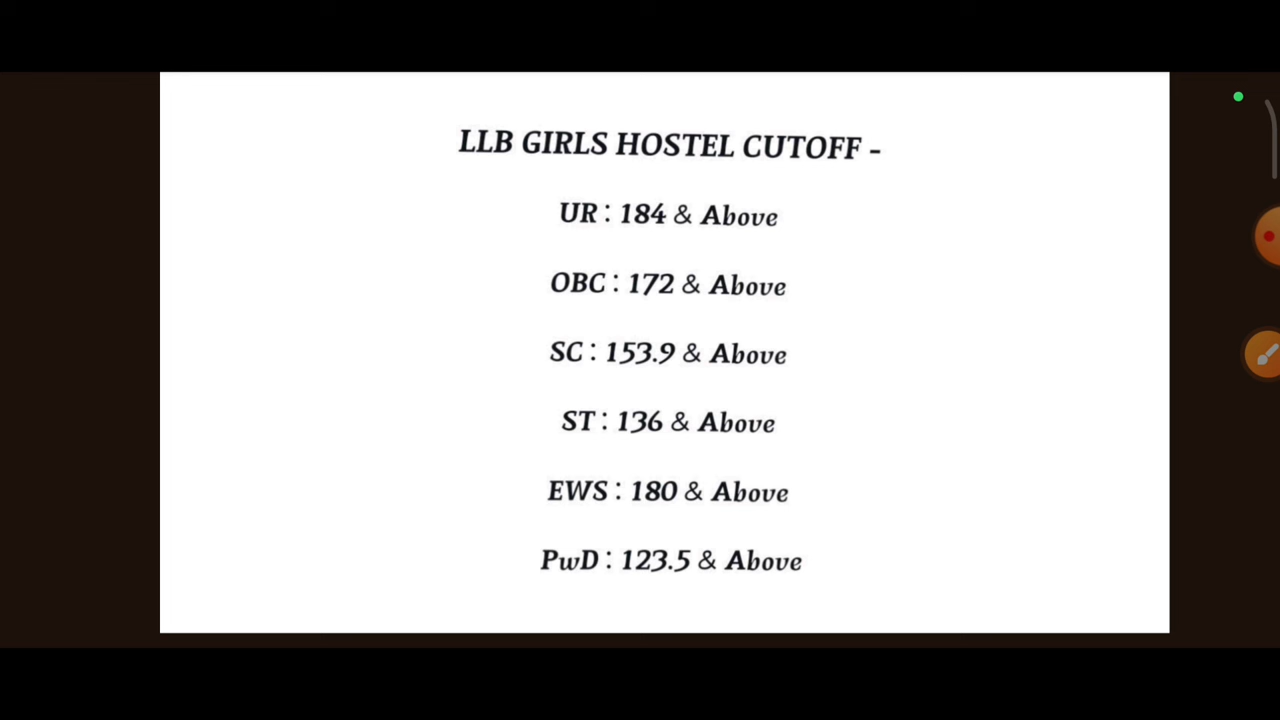 LLB GIRLS HOSTEL CUTOFF -
UR : 184 & Above
OBC : 172 & Above
SC : 153.9 & Above
ST : 136 & Above
EWS : 180 & Above
PwD : 123.5 & Above